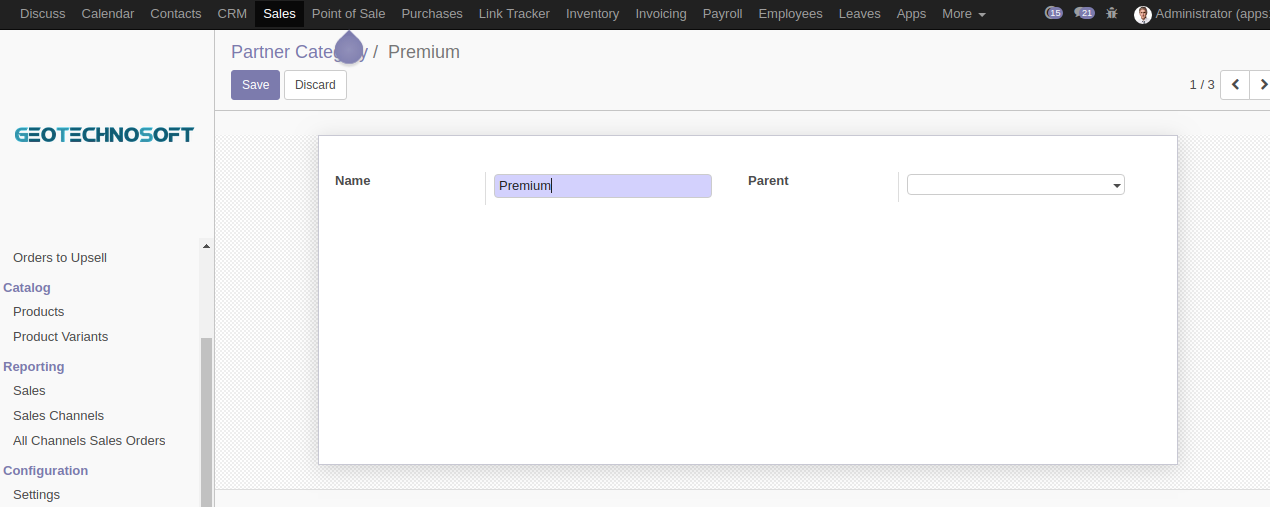 Discuss Calendar Contacts CRM Sales Point of Sale Purchases Link Tracker Inventory Invoicing Payroll Employees Leaves Apps More 15 21 Administrator (apps
Partner Category / Premium
Save Discard 1 / 3
GEOTECHNOSOFT
Name Premium Parent
Orders to Upsell
Catalog
Products
Product Variants
Reporting
Sales
Sales Channels
All Channels Sales Orders
Configuration
Settings